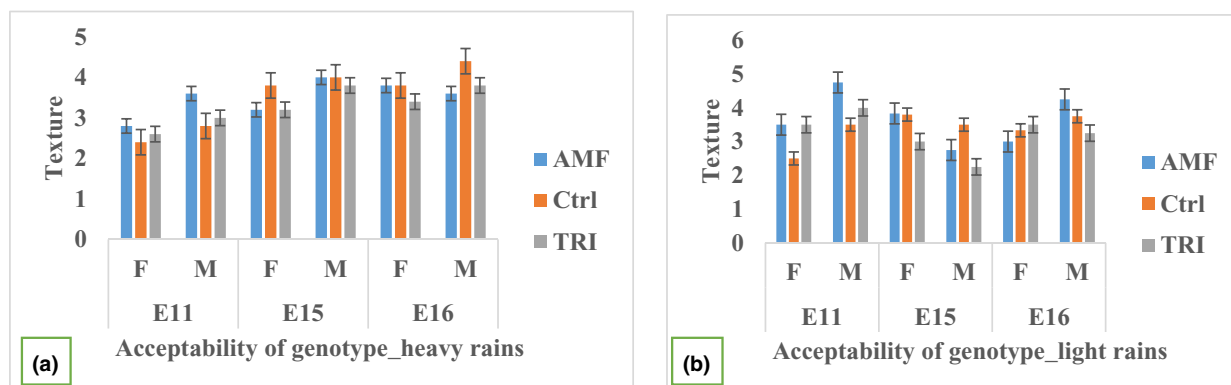 5
4
3
2
1
0
Texture
F M F M F M
E11 E15 E16
Acceptability of genotype_heavy rains
AMF
Ctrl
TRI
(a)
6
5
4
3
2
1
0
Texture
F M F M F M
E11 E15 E16
Acceptability of genotype_light rains
AMF
Ctrl
TRI
(b)